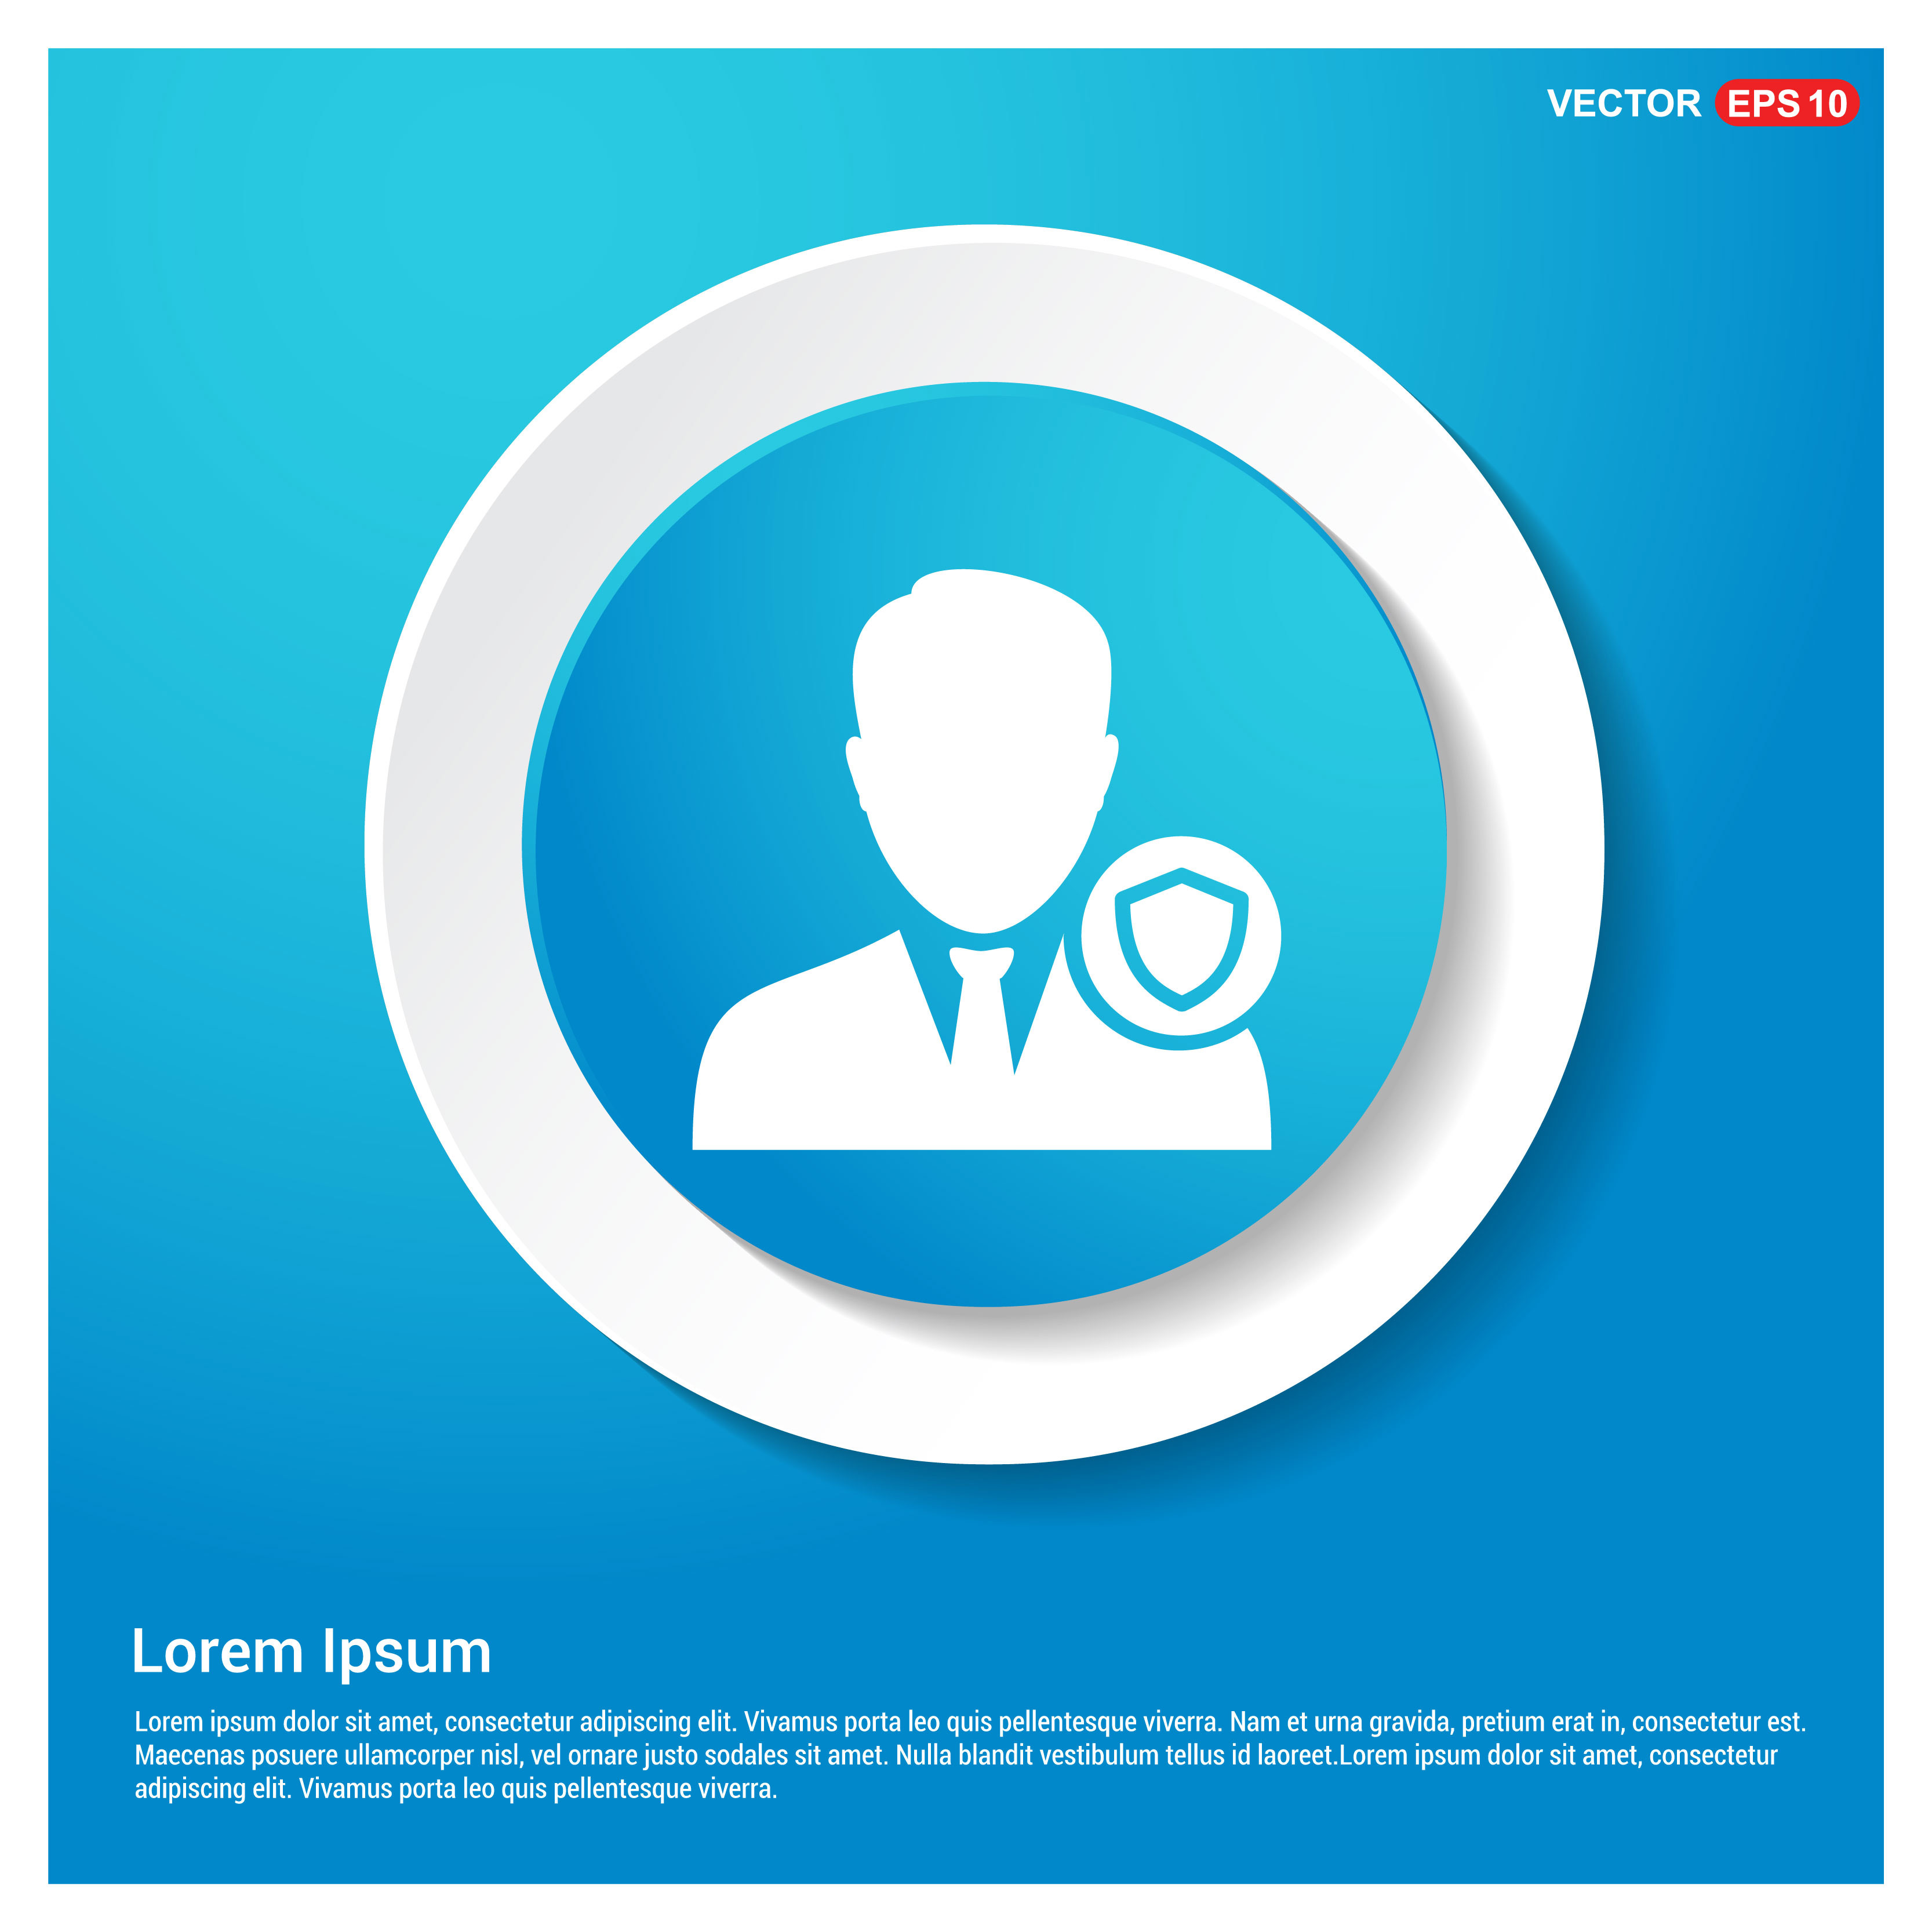 VECTOR EPS 10
Lorem Ipsum
Lorem ipsum dolor sit amet, consectetur adipiscing elit. Vivamus porta leo quis pellentesque viverra. Nam et urna gravida, pretium erat in, consectetur est.
Maecenas posuere ullamcorper nisl, vel ornare justo sodales sit amet. Nulla blandit vestibulum tellus id laoreet.Lorem ipsum dolor sit amet, consectetur
adipiscing elit. Vivamus porta leo quis pellentesque viverra.